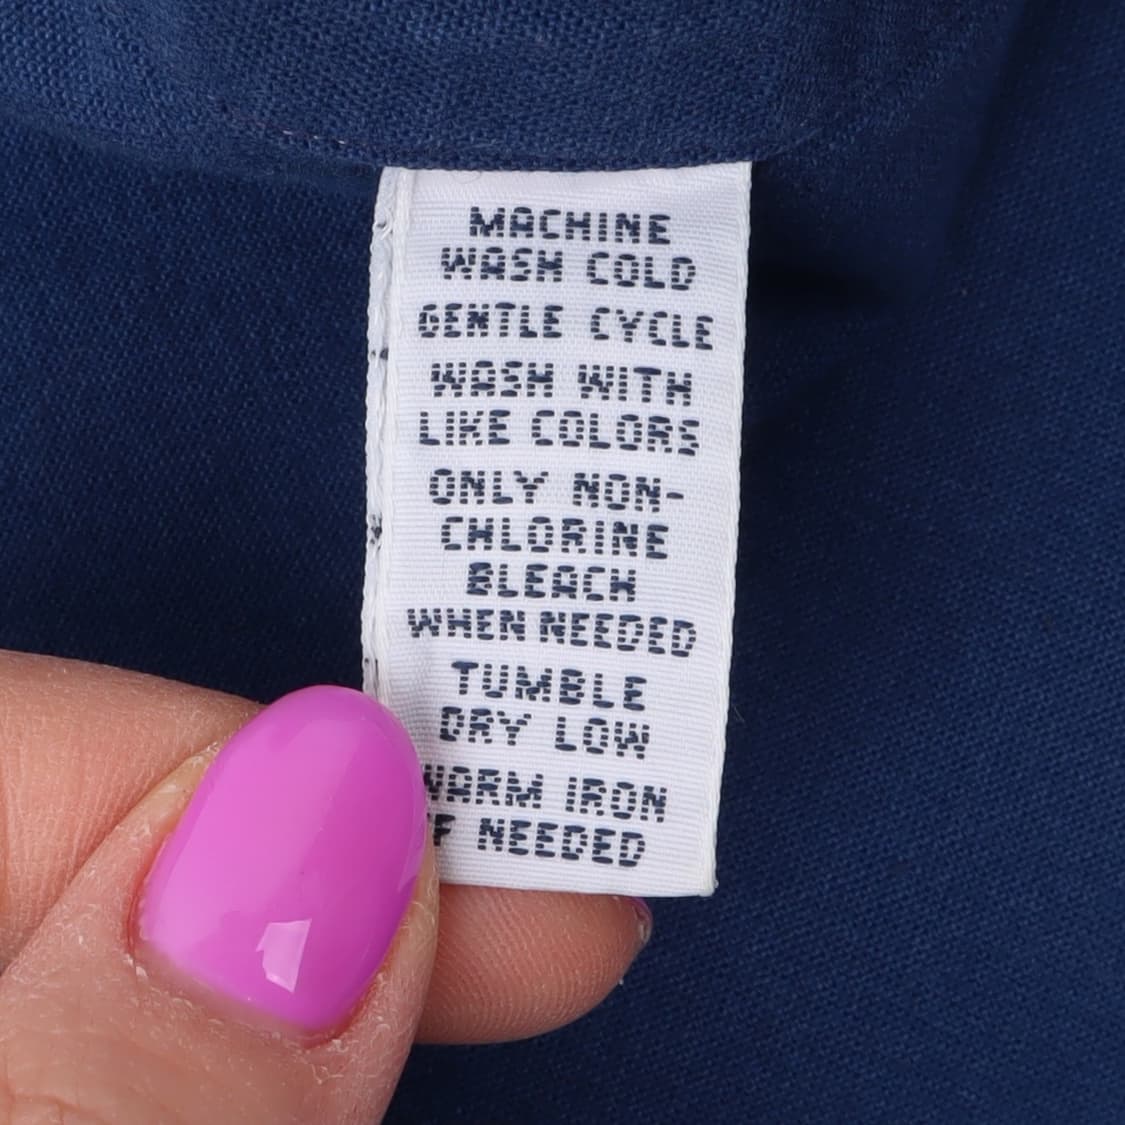 MACHINE
WASH COLD
GENTLE CYCLE
WASH WITH
LIKE COLORS
ONLY NON-
CHLORINE
BLEACH
WHEN NEEDED
TUMBLE
DRY LOW
WARM IRON
IF NEEDED